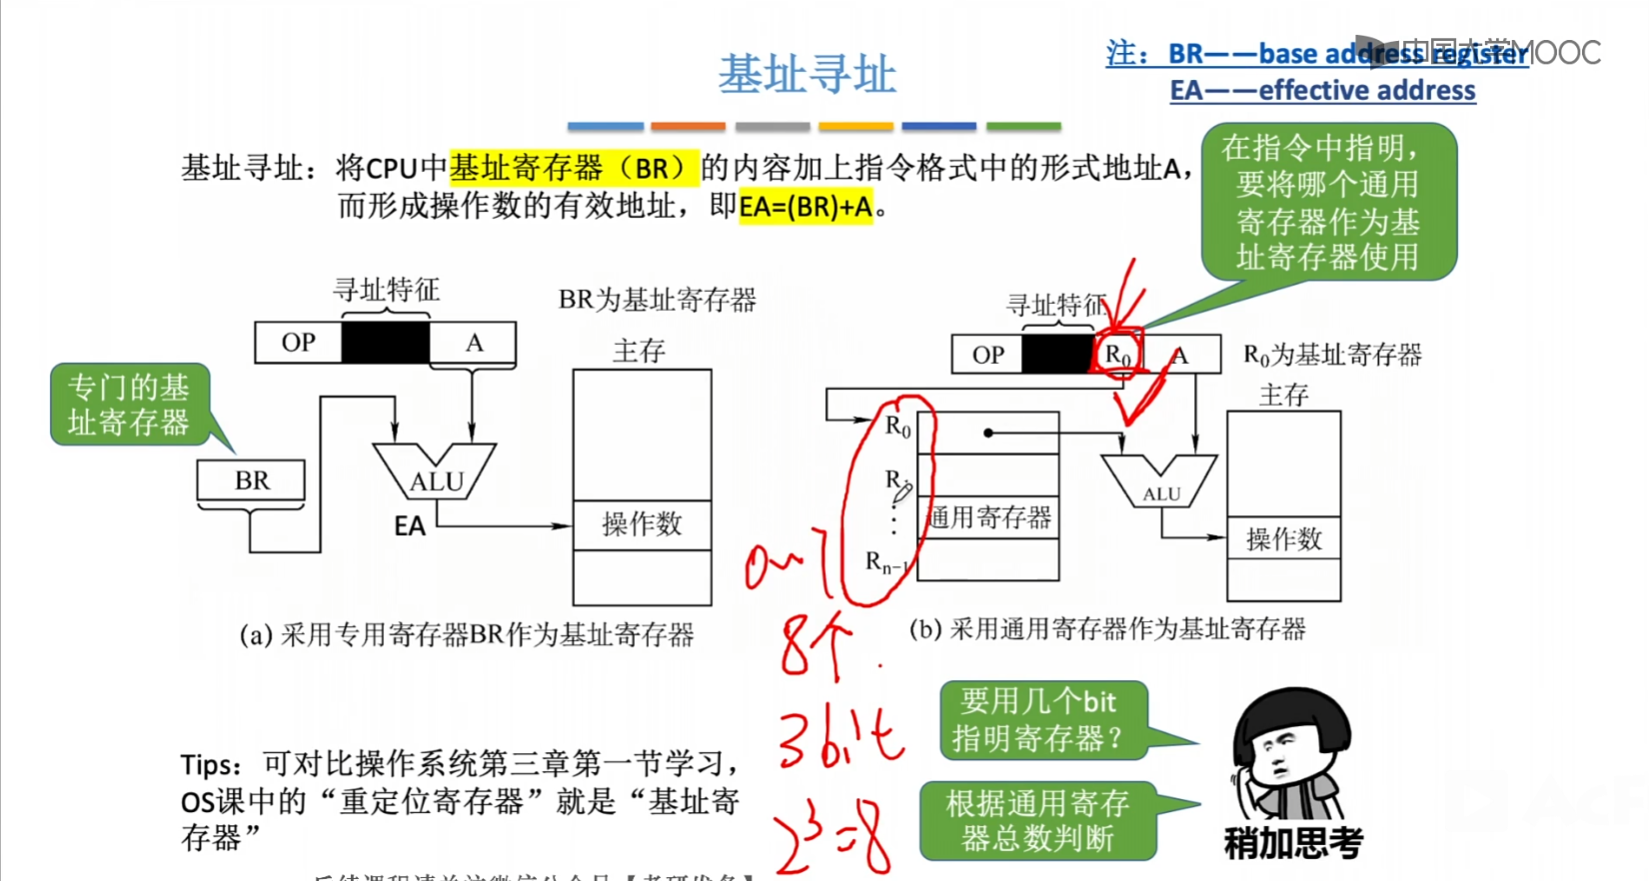 基址寻址
注：BR——base address register
中国大学MOOC
EA——effective address
基址寻址：将CPU中基址寄存器（BR）的内容加上指令格式中的形式地址A，
而形成操作数的有效地址，即EA=(BR)+A。
在指令中指明，
要将哪个通用
寄存器作为基
址寄存器使用
寻址特征
BR为基址寄存器
OP
A
主存
专门的基
址寄存器
BR
ALU
EA
操作数
(a) 采用专用寄存器BR作为基址寄存器
寻址特征
OP
R₀
A
R₀为基址寄存器
主存
R₀
R
⋮
Rₙ₋₁
通用寄存器
ALU
操作数
(b) 采用通用寄存器作为基址寄存器
0~7
8个
3bit
2³=8
要用几个bit
指明寄存器？
根据通用寄存
器总数判断
稍加思考
Tips：可对比操作系统第三章第一节学习，
OS课中的“重定位寄存器”就是“基址寄
存器”